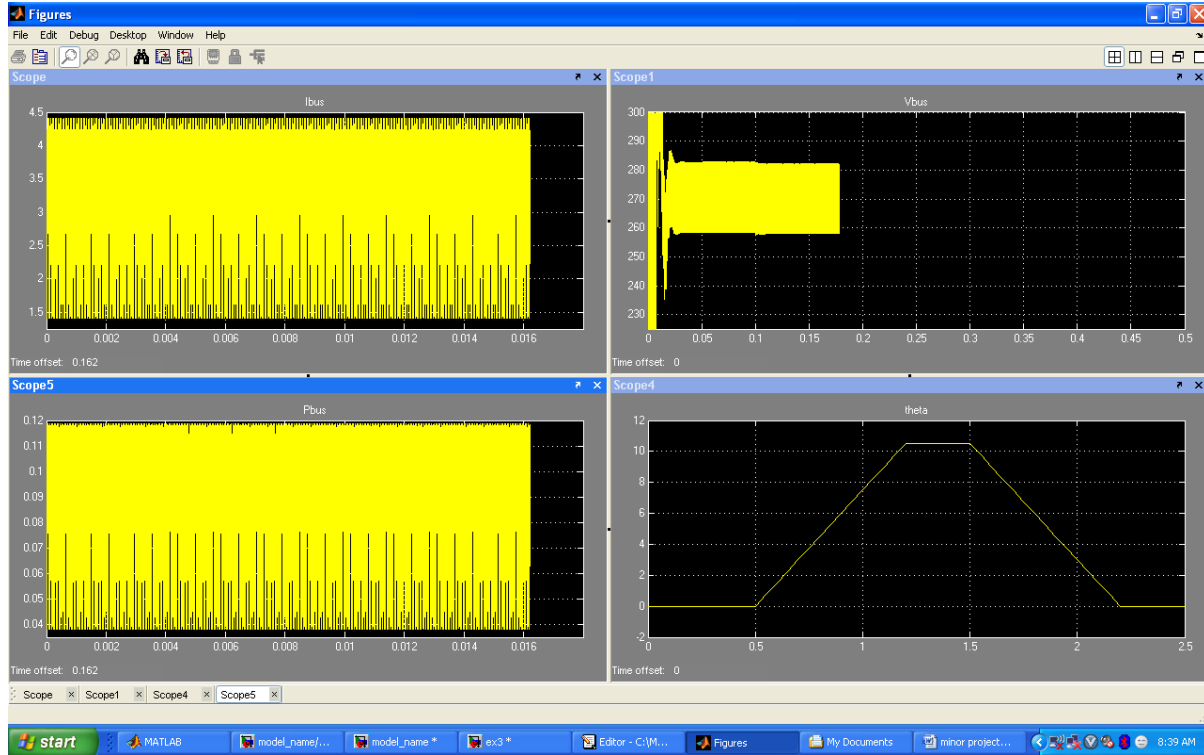 Figures
File Edit Debug Desktop Window Help
Scope
Ibus
4.5
4
3.5
3
2.5
2
1.5
0 0.002 0.004 0.006 0.008 0.01 0.012 0.014 0.016
Time offset: 0.162
Scope1
Vbus
300
290
280
270
260
250
240
230
0 0.05 0.1 0.15 0.2 0.25 0.3 0.35 0.4 0.45 0.5
Time offset: 0
Scope5
Pbus
0.12
0.11
0.1
0.09
0.08
0.07
0.06
0.05
0.04
0 0.002 0.004 0.006 0.008 0.01 0.012 0.014 0.016
Time offset: 0.162
Scope4
theta
12
10
8
6
4
2
0
-2
0 0.5 1 1.5 2 2.5
Time offset: 0
Scope Scope1 Scope4 Scope5
start MATLAB model_name/... model_name * ex3 * Editor - C:\M... Figures My Documents minor project... 8:39 AM